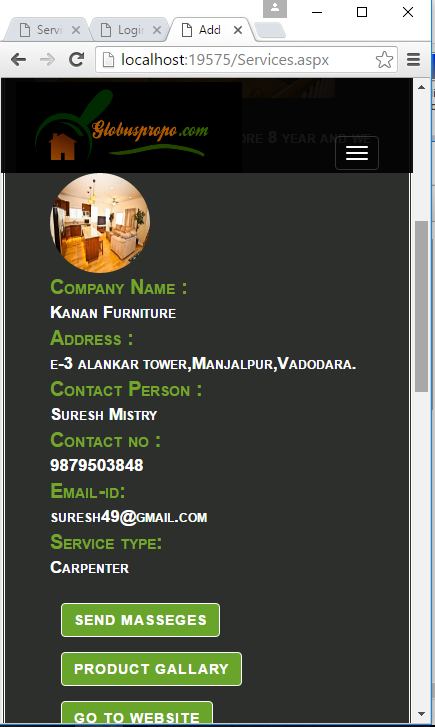 Servi
Login
Add
localhost:19575/Services.aspx
Globuspropo.com
ore 8 year and we
Company Name :
Kanan Furniture
Address :
e-3 alankar tower,Manjalpur,Vadodara.
Contact Person :
Suresh Mistry
Contact no :
9879503848
Email-id:
suresh49@gmail.com
Service type:
Carpenter
SEND MASSEGES
PRODUCT GALLARY
GO TO WEBSITE